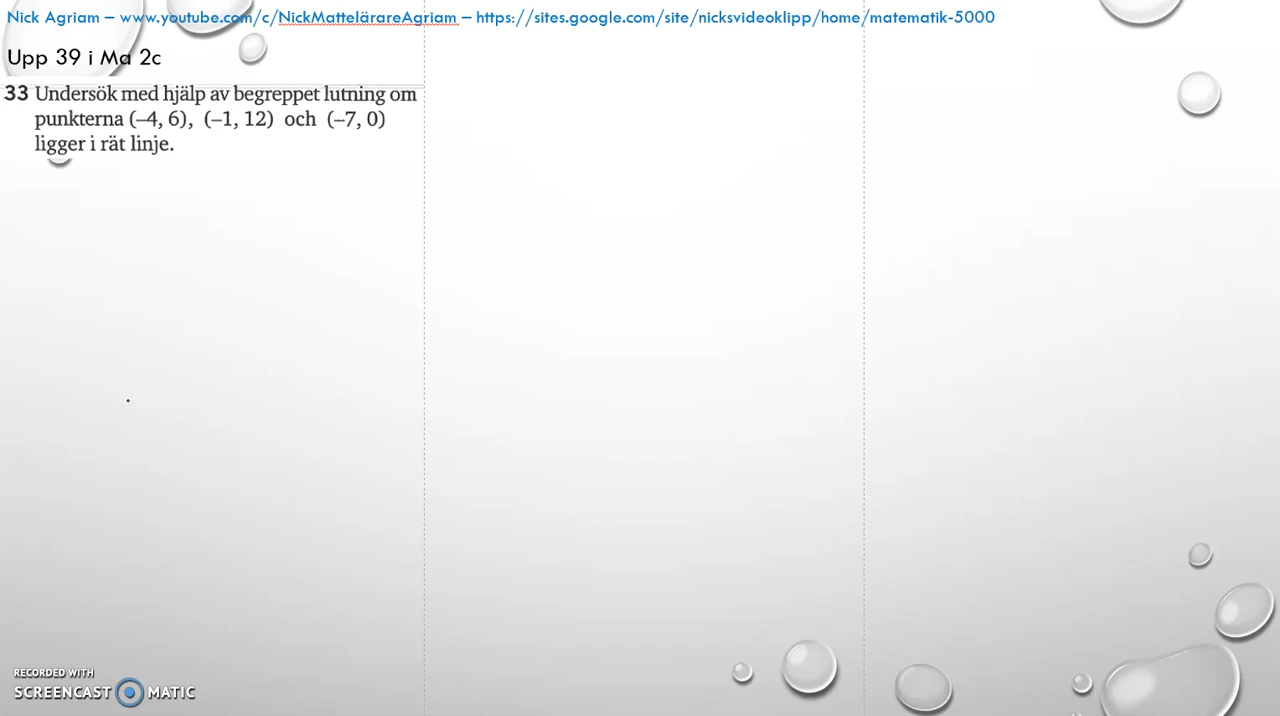 Nick Agriam – www.youtube.com/c/NickMattelärareAgriam – https://sites.google.com/site/nicksvideoklipp/home/matematik-5000
Upp 39 i Ma 2c
33 Undersök med hjälp av begreppet lutning om
punkterna (–4, 6), (–1, 12) och (–7, 0)
ligger i rät linje.
RECORDED WITH
SCREENCAST MATIC